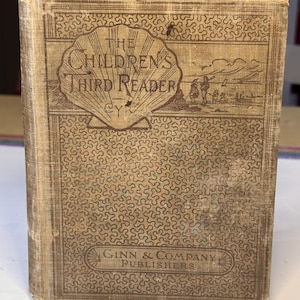 THE
CHILDREN'S
THIRD READER
GINN & COMPANY
PUBLISHERS